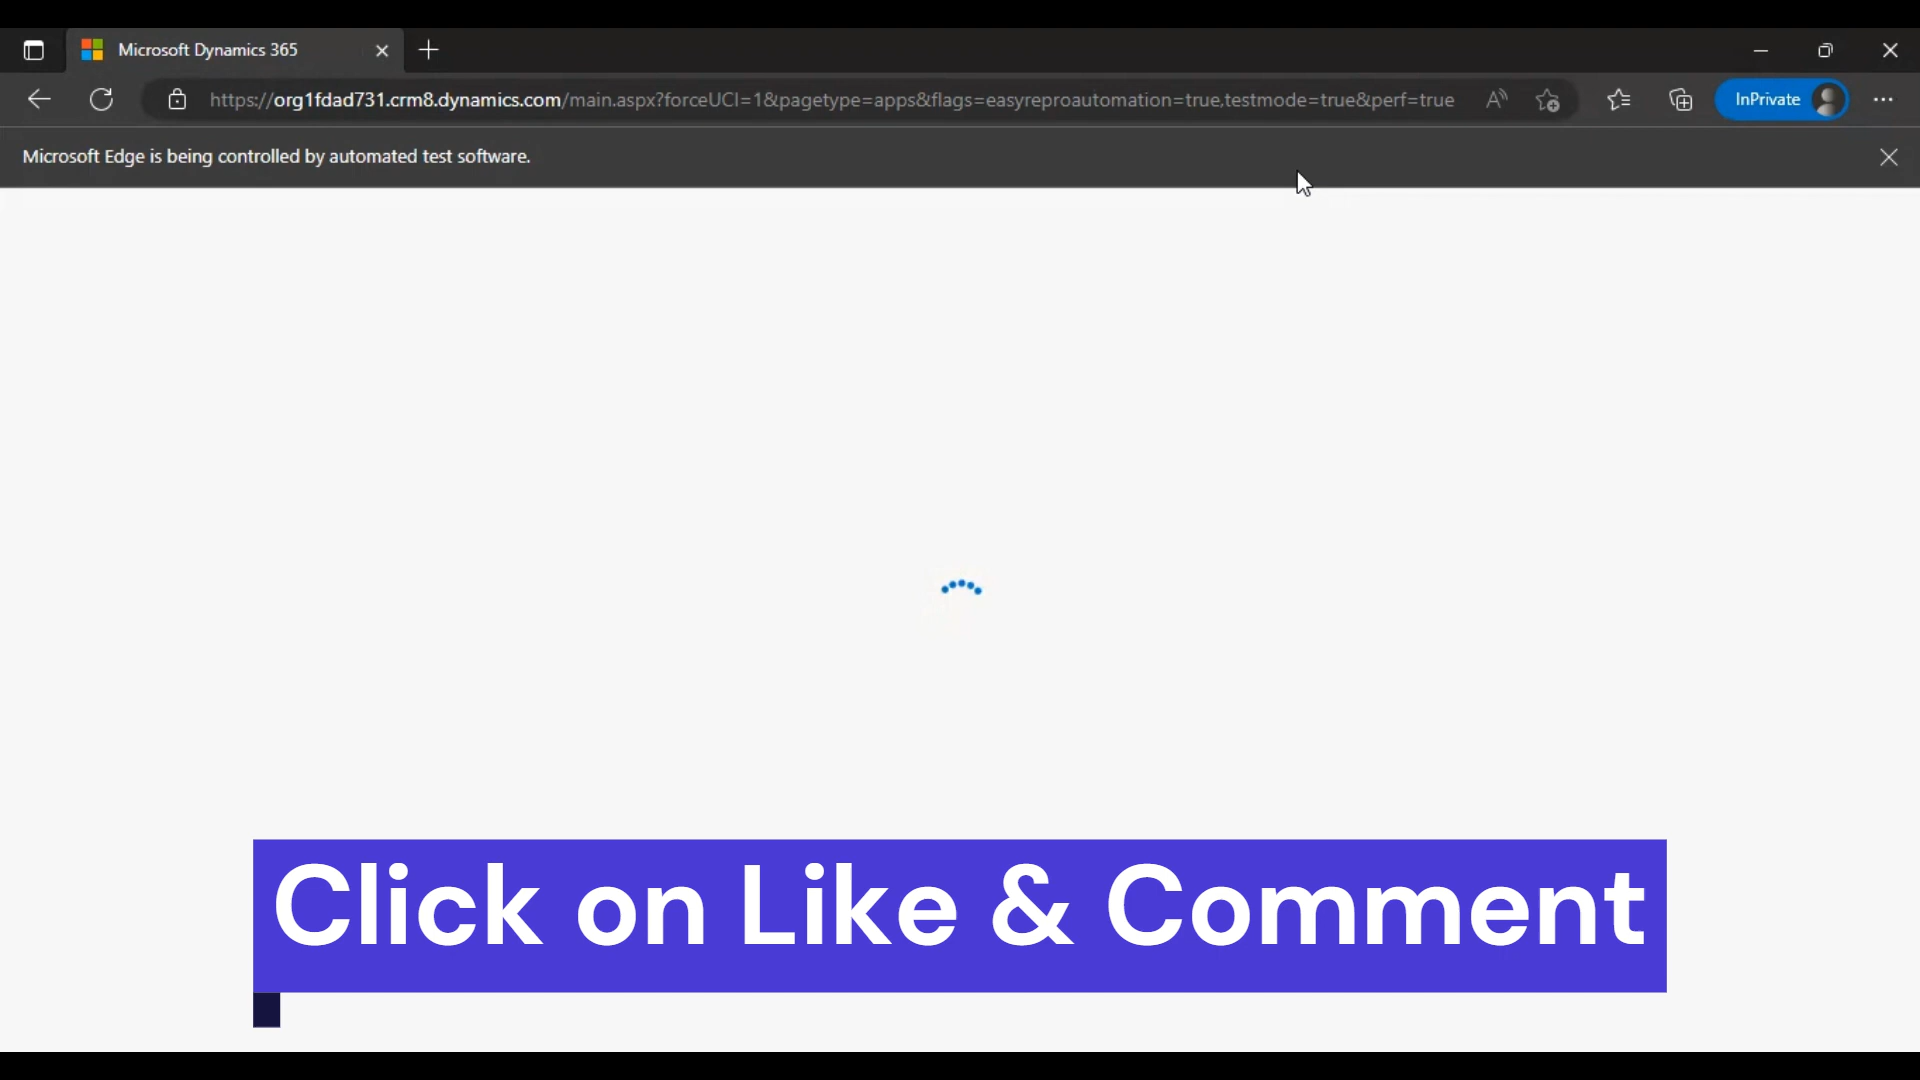 Microsoft Dynamics 365
https://org1fdad731.crm8.dynamics.com/main.aspx?forceUCI=1&pagetype=apps&flags=easyreproautomation=true,testmode=true&perf=true
InPrivate
Microsoft Edge is being controlled by automated test software.
Click on Like & Comment